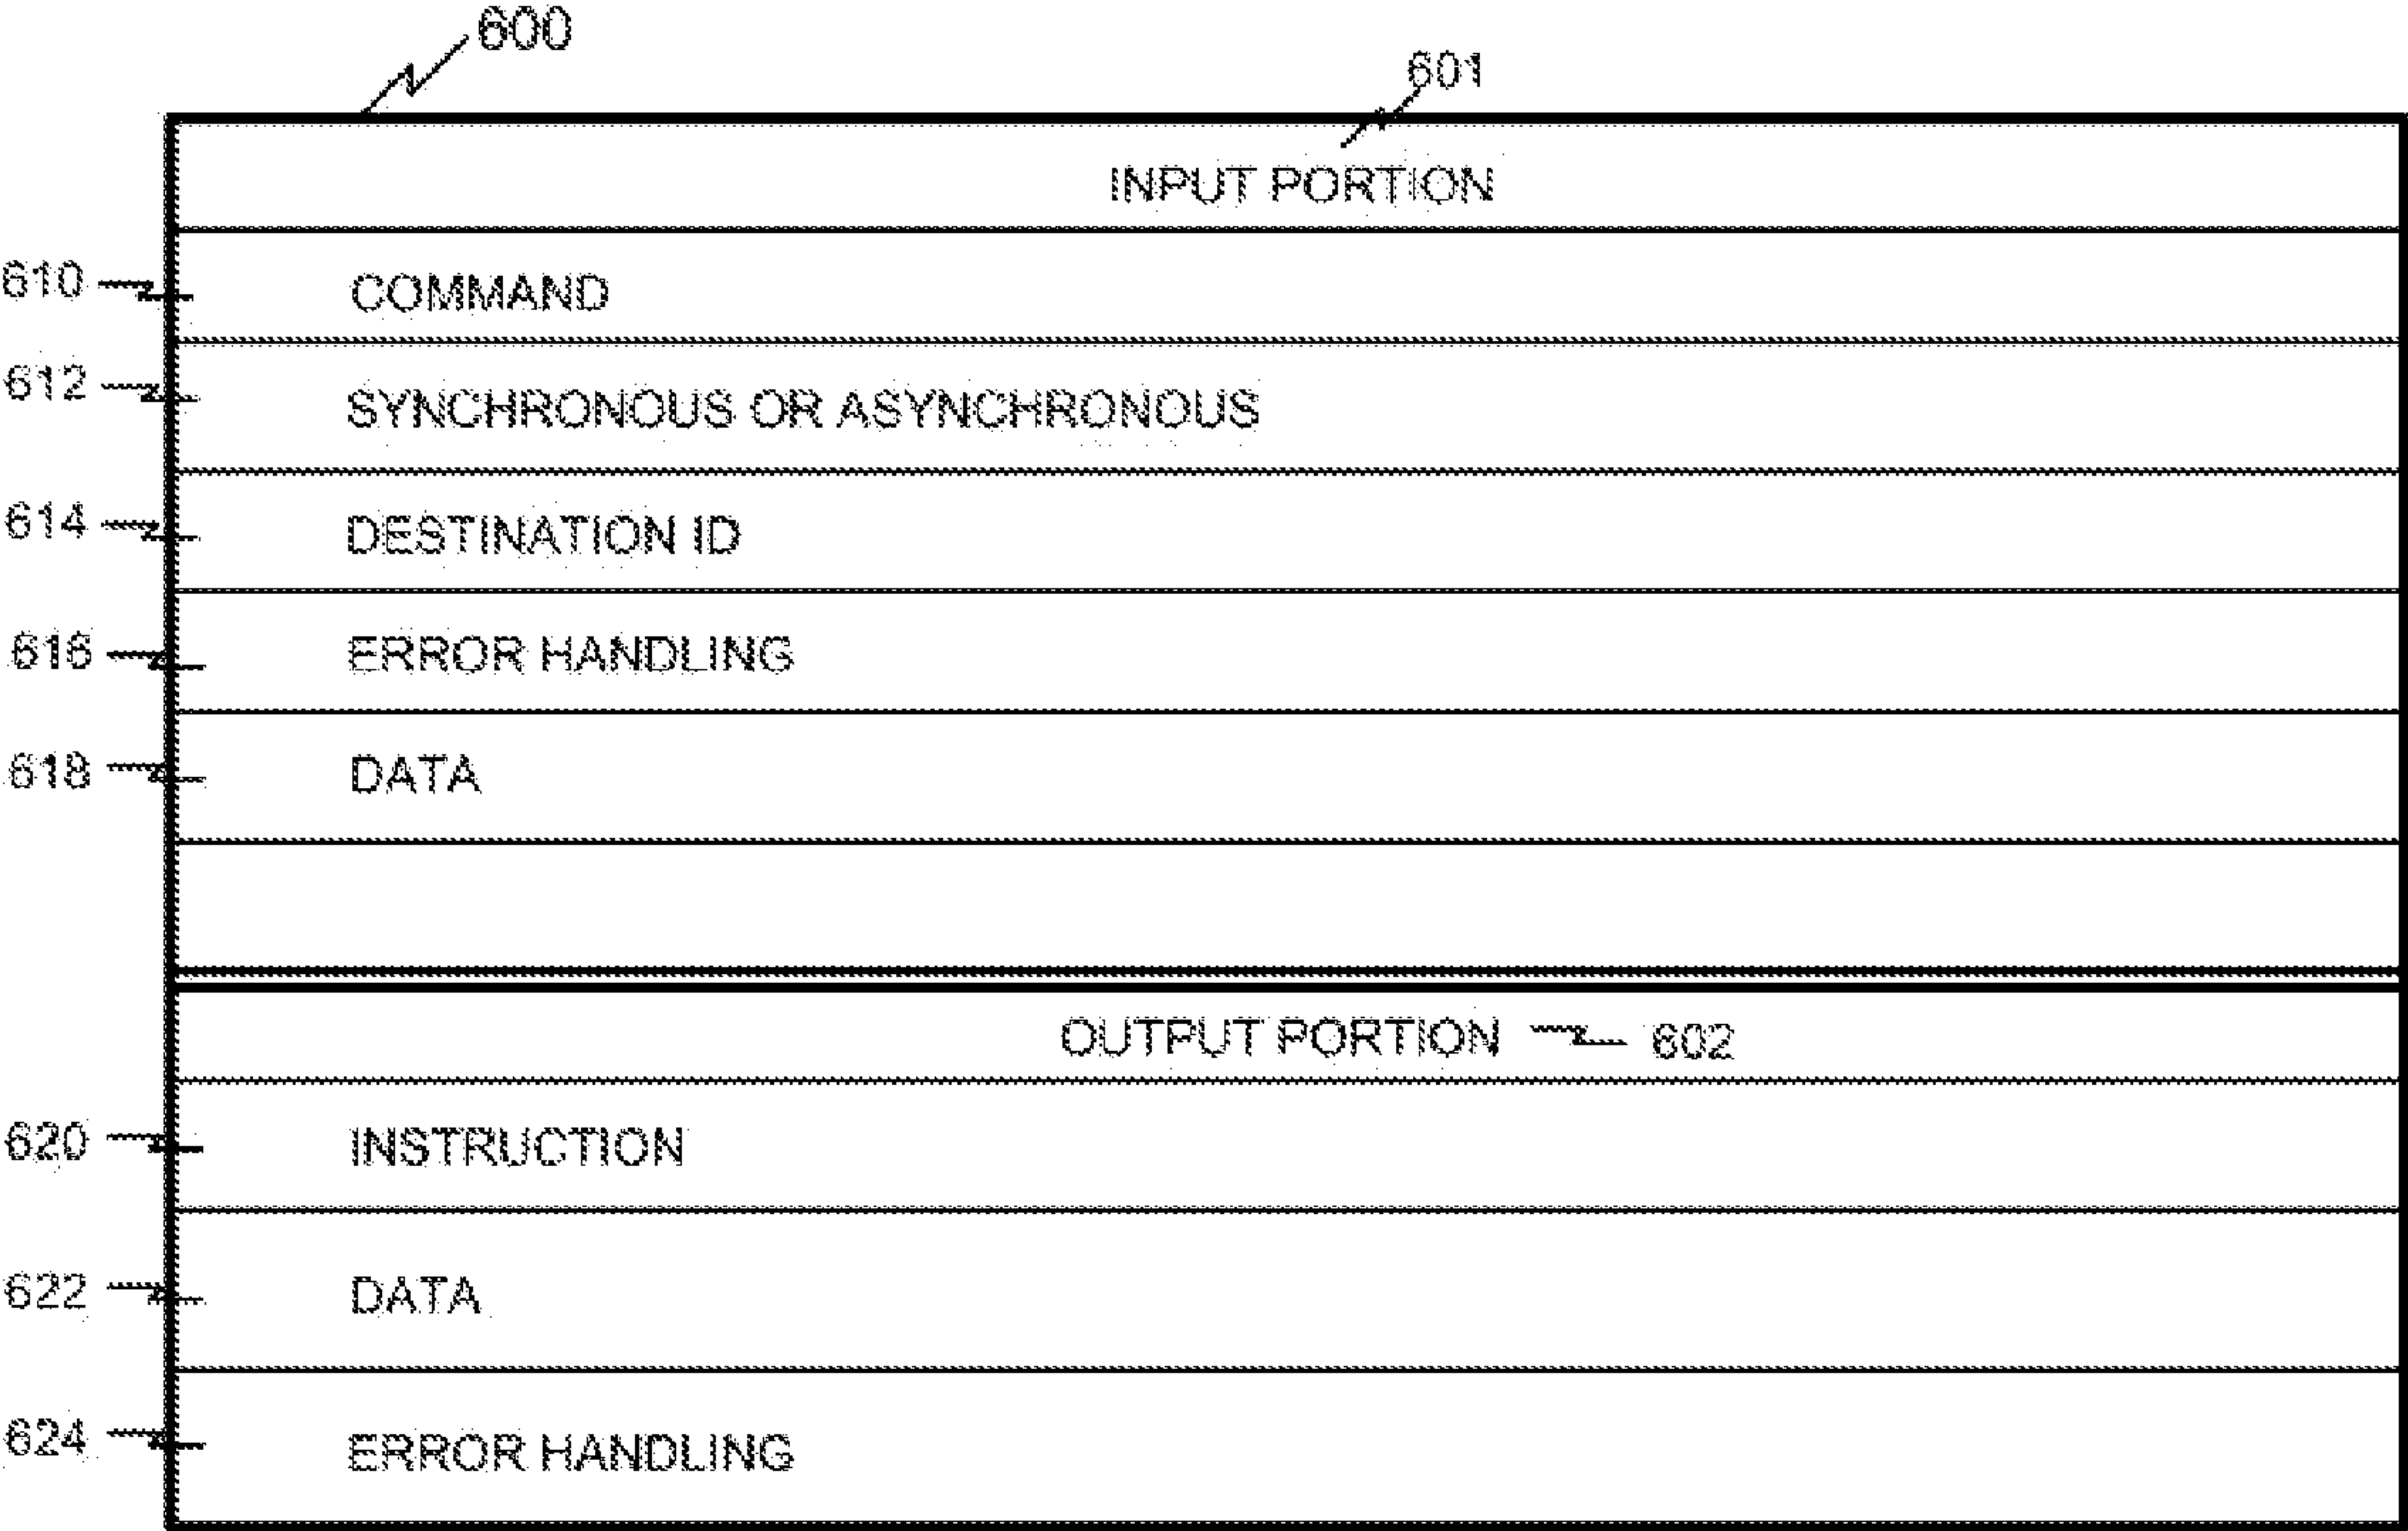 600
601
INPUT PORTION
610 COMMAND
612 SYNCHRONOUS OR ASYNCHRONOUS
614 DESTINATION ID
616 ERROR HANDLING
618 DATA
OUTPUT PORTION 602
620 INSTRUCTION
622 DATA
624 ERROR HANDLING